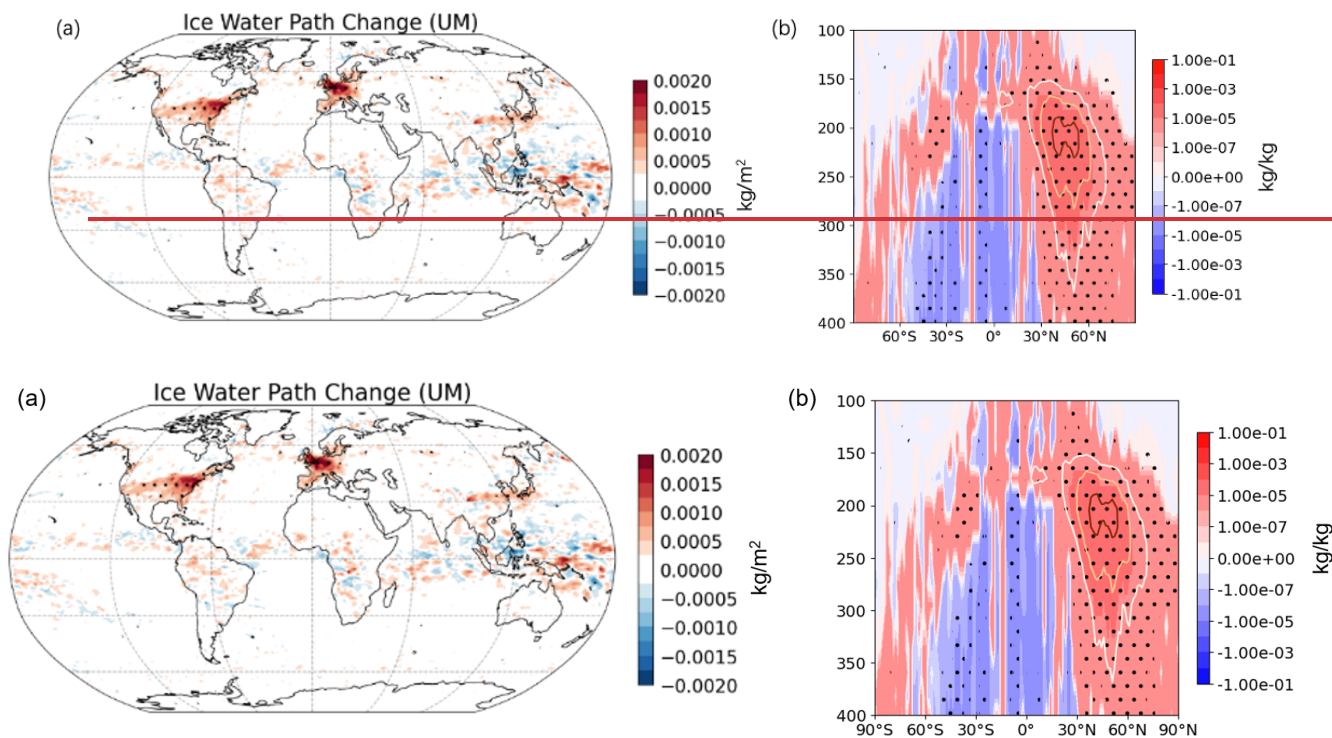 (a)
Ice Water Path Change (UM)
0.0020
0.0015
0.0010
0.0005
0.0000
−0.0005
−0.0010
−0.0015
−0.0020
kg/m²
(b)
100
150
200
250
300
350
400
60°S 30°S 0° 30°N 60°N
1.00e-01
1.00e-03
1.00e-05
1.00e-07
0.00e+00
-1.00e-07
-1.00e-05
-1.00e-03
-1.00e-01
kg/kg
(a)
Ice Water Path Change (UM)
0.0020
0.0015
0.0010
0.0005
0.0000
−0.0005
−0.0010
−0.0015
−0.0020
kg/m²
(b)
100
150
200
250
300
350
400
90°S 60°S 30°S 0° 30°N 60°N 90°N
1.00e-01
1.00e-03
1.00e-05
1.00e-07
0.00e+00
-1.00e-07
-1.00e-05
-1.00e-03
-1.00e-01
kg/kg